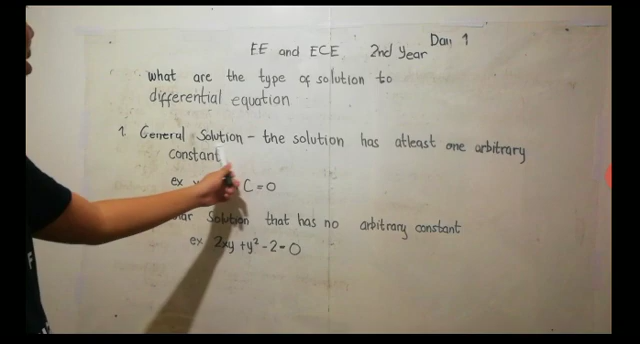 Day 1
EE and ECE 2nd Year
what are the type of solution to
differential equation
1 General Solution - the solution has atleast one arbitrary
constant
ex C = 0
Solution that has no arbitrary constant
ex 2xy + y² - 2 = 0